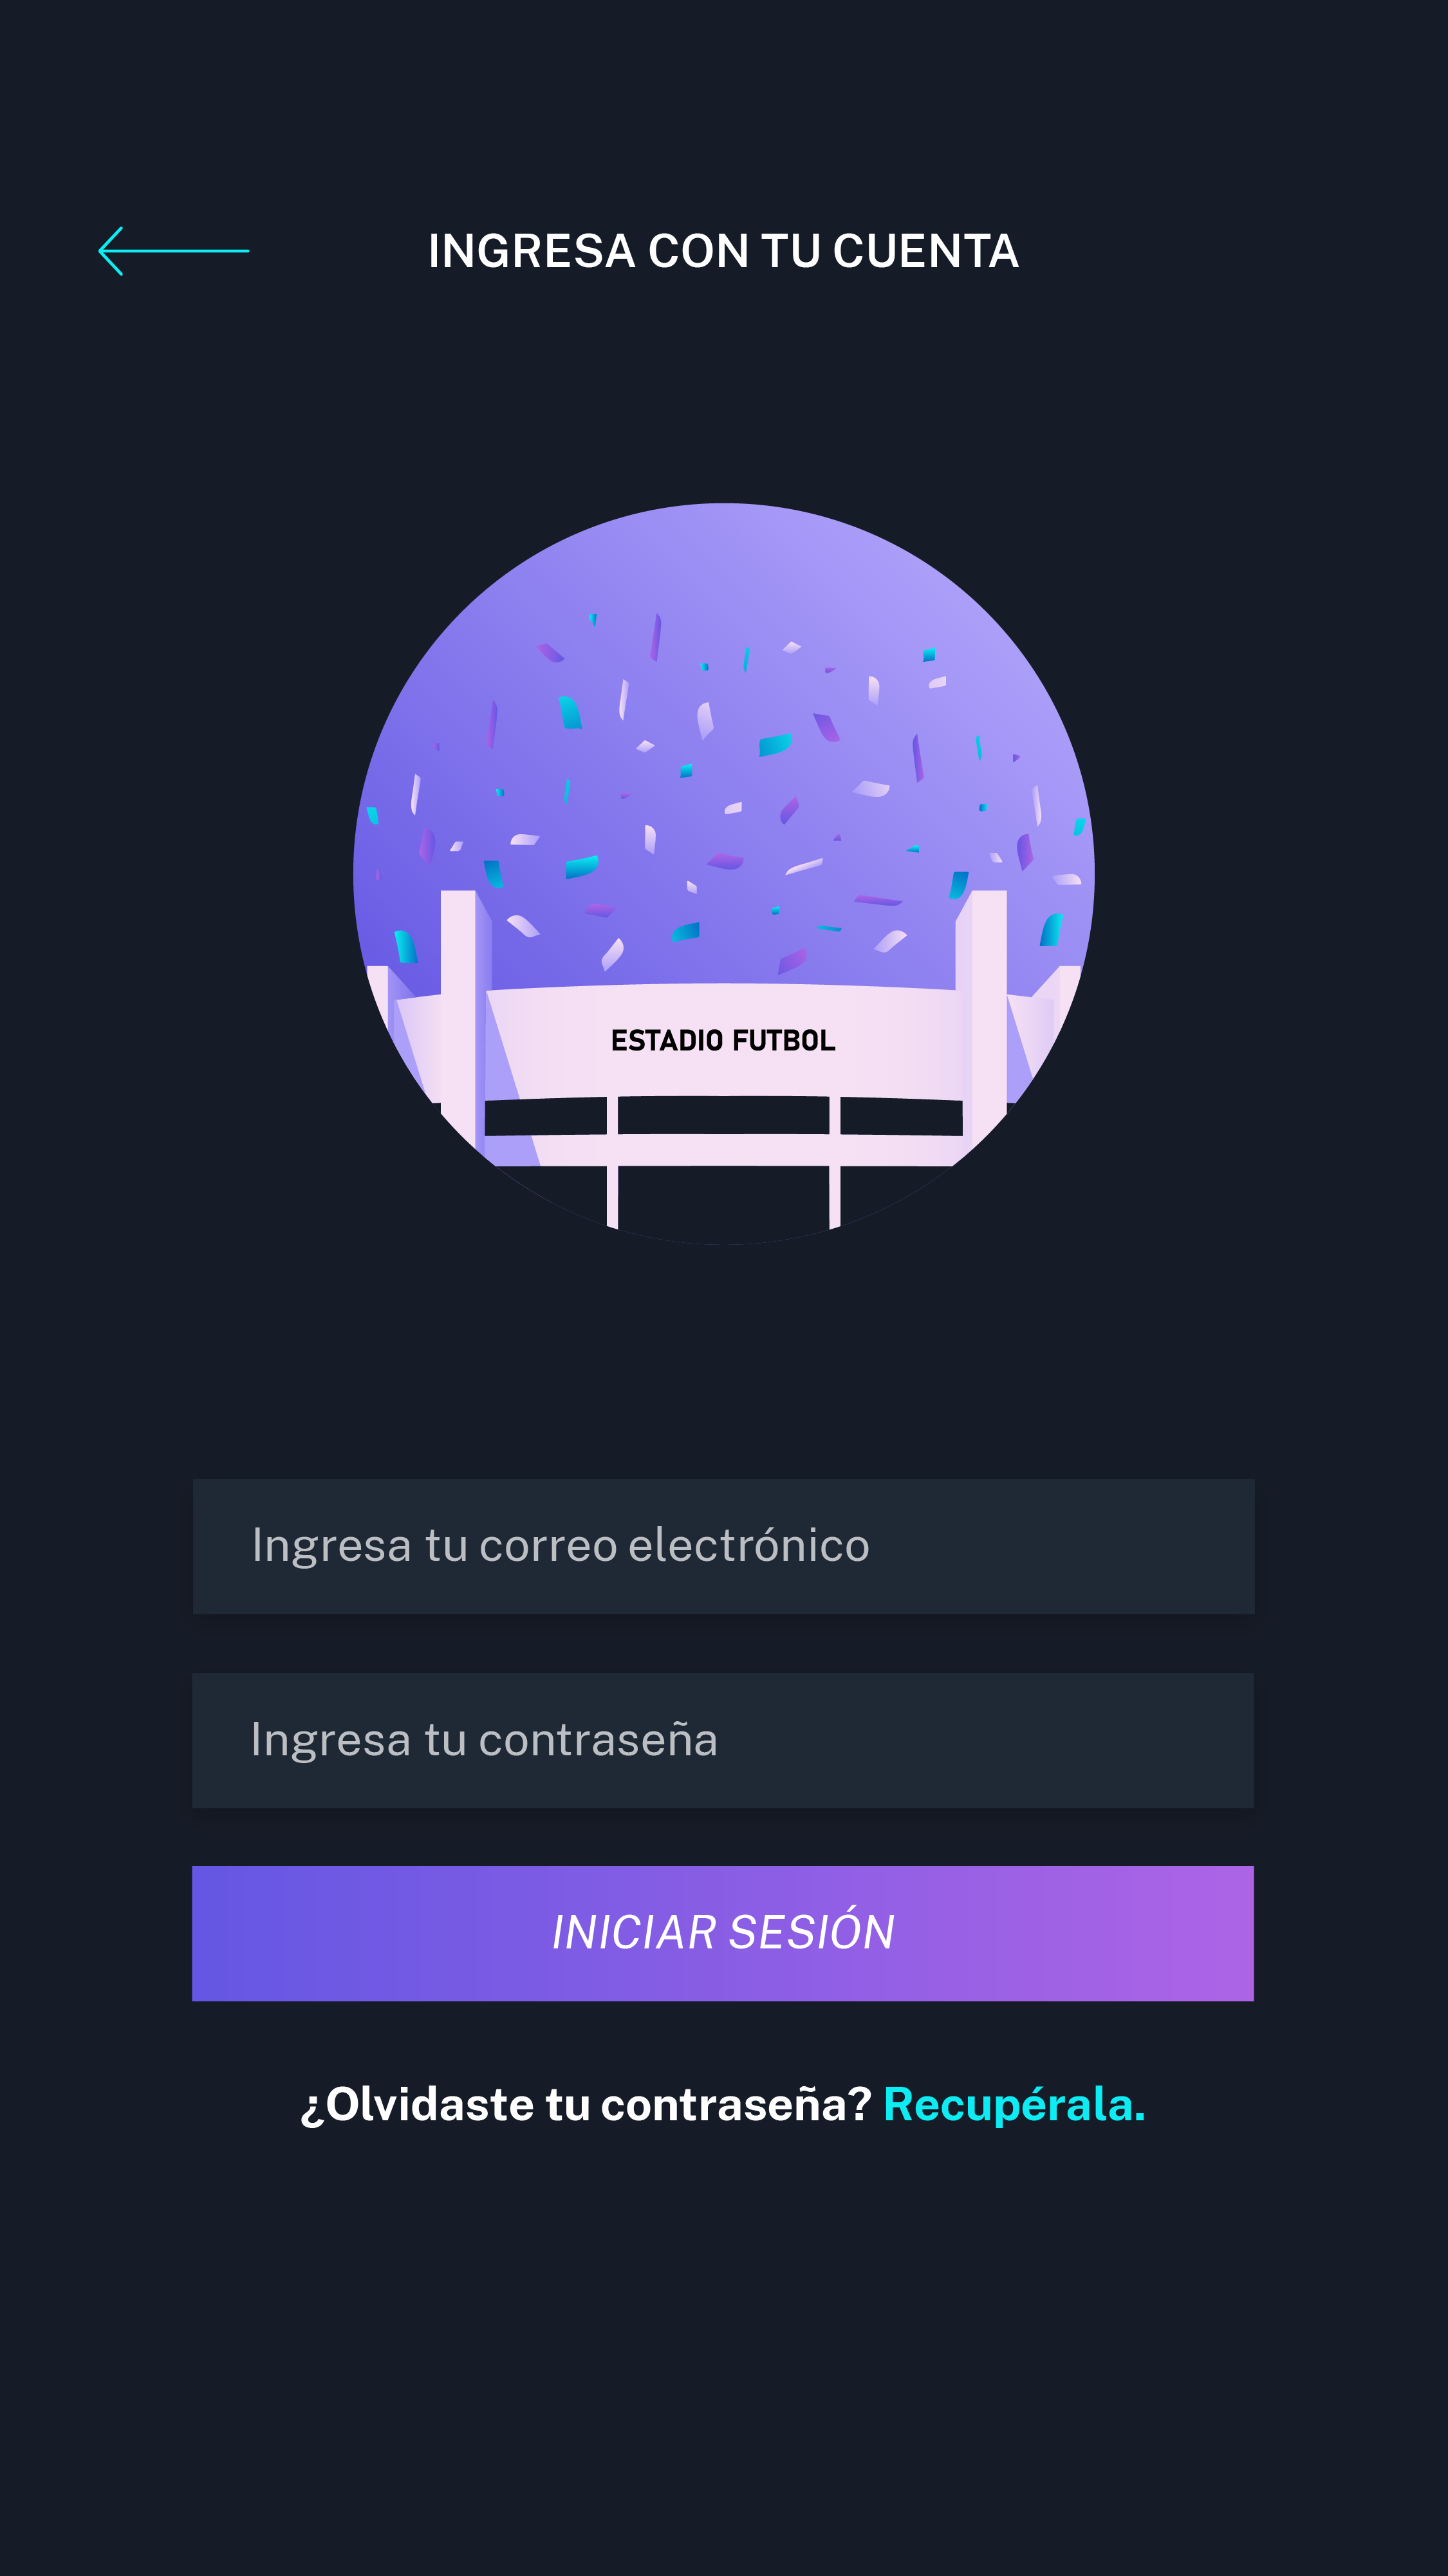 INGRESA CON TU CUENTA
ESTADIO FUTBOL
Ingresa tu correo electrónico
Ingresa tu contraseña
INICIAR SESIÓN
¿Olvidaste tu contraseña? Recupérala.